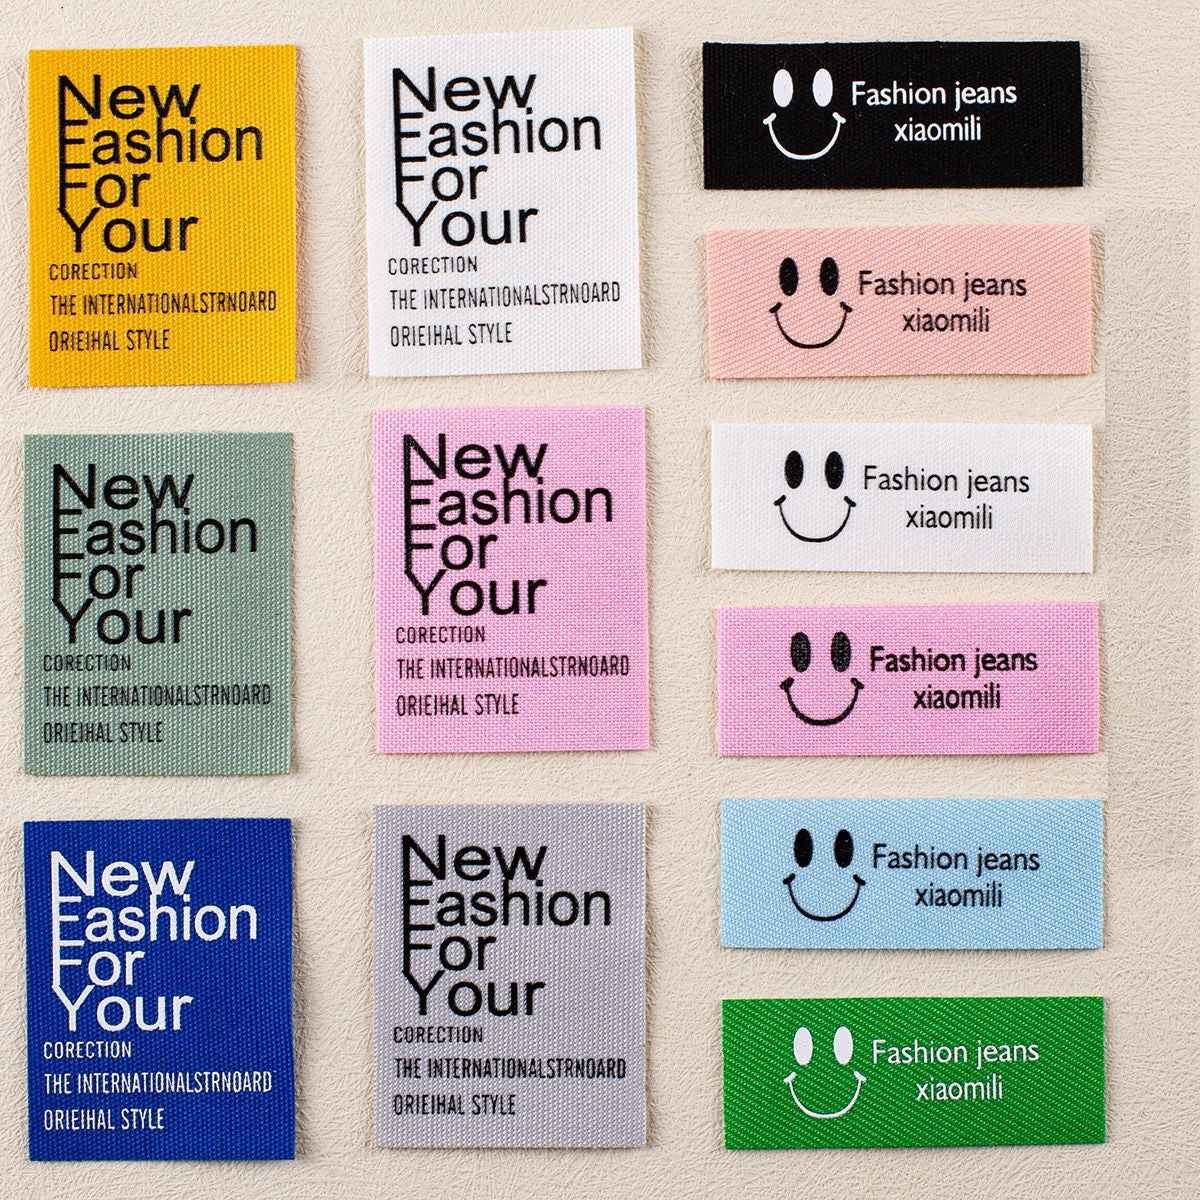 New
Fashion
For
Your
CORECTION
THE INTERNATIONALSTRNOARD
ORIEIHAL STYLE
New
Fashion
For
Your
CORECTION
THE INTERNATIONALSTRNOARD
ORIEIHAL STYLE
Fashion jeans
xiaomili
Fashion jeans
xiaomili
New
Fashion
For
Your
CORECTION
THE INTERNATIONALSTRNOARD
ORIEIHAL STYLE
New
Fashion
For
Your
CORECTION
THE INTERNATIONALSTRNOARD
ORIEIHAL STYLE
Fashion jeans
xiaomili
Fashion jeans
xiaomili
New
Fashion
For
Your
CORECTION
THE INTERNATIONALSTRNOARD
ORIEIHAL STYLE
New
Fashion
For
Your
CORECTION
THE INTERNATIONALSTRNOARD
ORIEIHAL STYLE
Fashion jeans
xiaomili
Fashion jeans
xiaomili